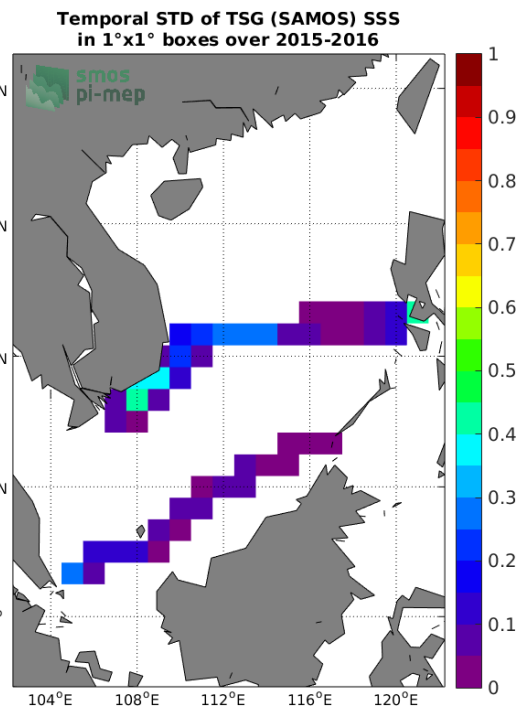 Temporal STD of TSG (SAMOS) SSS
in 1°x1° boxes over 2015-2016
smos
pi-mep
N
N
N
N
°
104°E
108°E
112°E
116°E
120°E
1
0.9
0.8
0.7
0.6
0.5
0.4
0.3
0.2
0.1
0